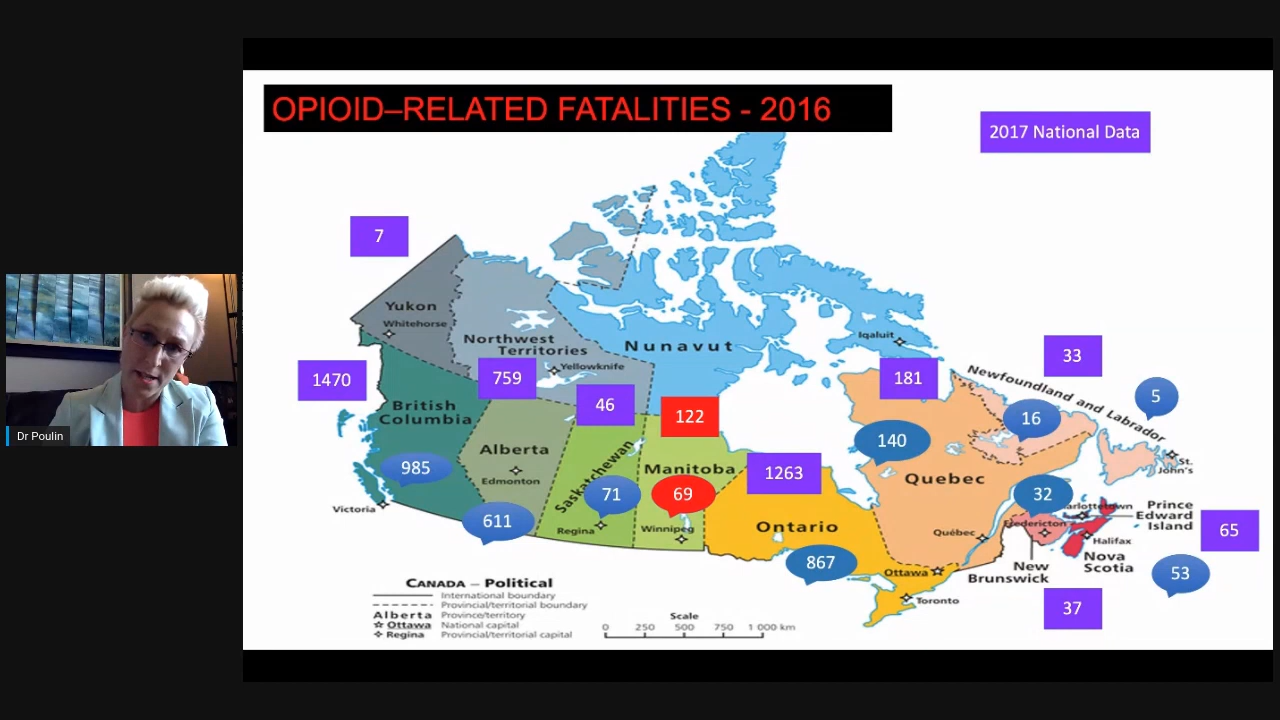 OPIOID–RELATED FATALITIES - 2016
2017 National Data
7
Yukon
Whitehorse
Northwest
Territories
Yellowknife
Nunavut
Iqaluit
33
1470
759
46
122
181
Newfoundland and Labrador
5
16
British
Columbia
985
Alberta
Edmonton
611
Saskatchewan
71
Regina
Manitoba
69
Winnipeg
1263
Ontario
867
140
Quebec
Québec
32
St.
John's
Victoria
Charlottetown
Prince
Edward
Island
65
Fredericton
Halifax
Nova
Scotia
53
New
Brunswick
37
Ottawa
Toronto
Dr Poulin
CANADA – Political
International boundary
Provincial/territorial boundary
Alberta Province/territory
Ottawa National capital
Regina Provincial/territorial capital
Scale
0 250 500 750 1 000 km